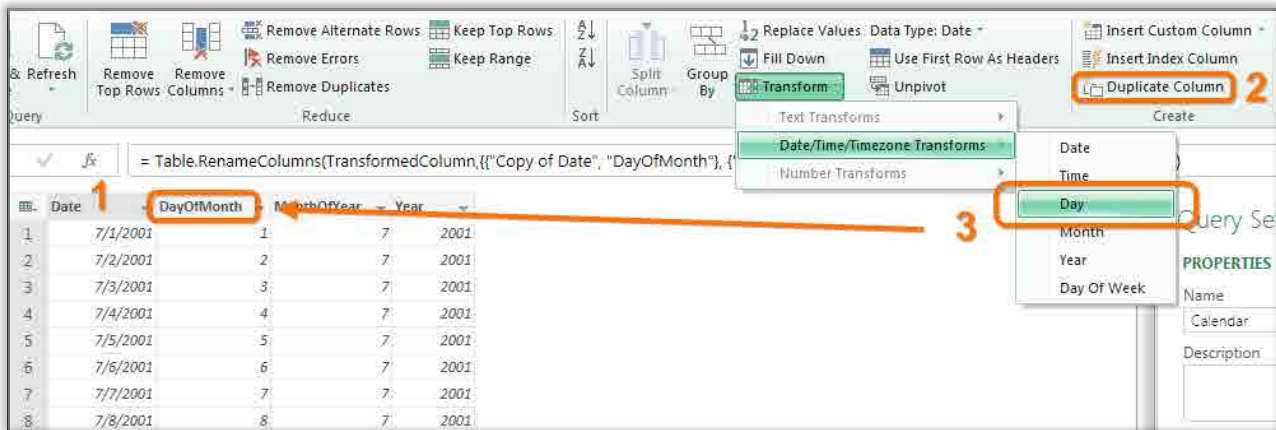 Remove Alternate Rows Keep Top Rows Replace Values Data Type: Date Insert Custom Column
& Refresh Remove Top Rows Remove Columns Remove Errors Keep Range Split Column Group By Fill Down Use First Row As Headers Insert Index Column
Remove Duplicates Transform Unpivot Duplicate Column 2
Query Reduce Sort Create
Text Transforms
Date/Time/Timezone Transforms
Number Transforms
Date
Time
Day
Month
Year
Day Of Week
fx = Table.RenameColumns(TransformedColumn,{{"Copy of Date", "DayOfMonth"}, {"
1
3
Date DayOfMonth MonthOfYear Year
1 7/1/2001 1 7 2001
2 7/2/2001 2 7 2001
3 7/3/2001 3 7 2001
4 7/4/2001 4 7 2001
5 7/5/2001 5 7 2001
6 7/6/2001 6 7 2001
7 7/7/2001 7 7 2001
8 7/8/2001 8 7 2001
Query Se
PROPERTIES
Name
Calendar
Description